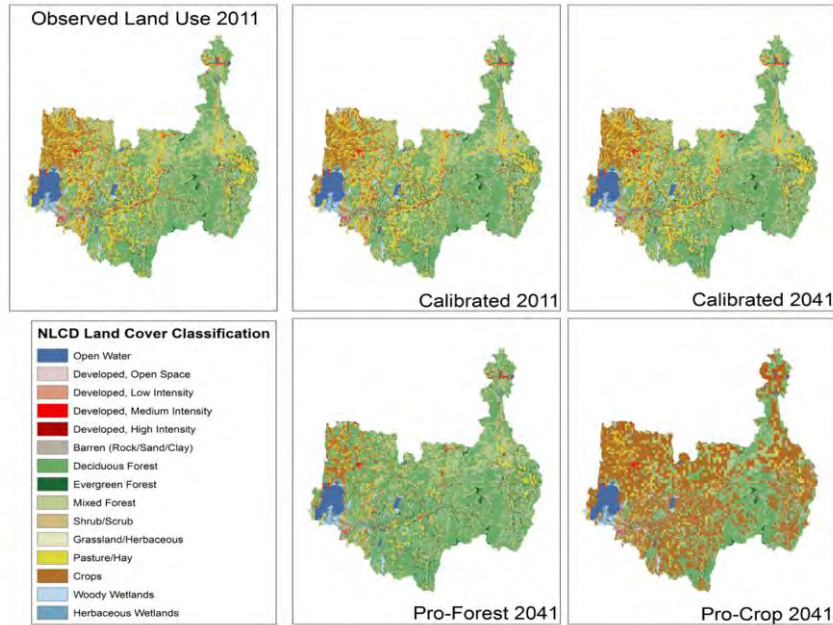 Observed Land Use 2011
Calibrated 2011
Calibrated 2041
NLCD Land Cover Classification
Open Water
Developed, Open Space
Developed, Low Intensity
Developed, Medium Intensity
Developed, High Intensity
Barren (Rock/Sand/Clay)
Deciduous Forest
Evergreen Forest
Mixed Forest
Shrub/Scrub
Grassland/Herbaceous
Pasture/Hay
Crops
Woody Wetlands
Herbaceous Wetlands
Pro-Forest 2041
Pro-Crop 2041